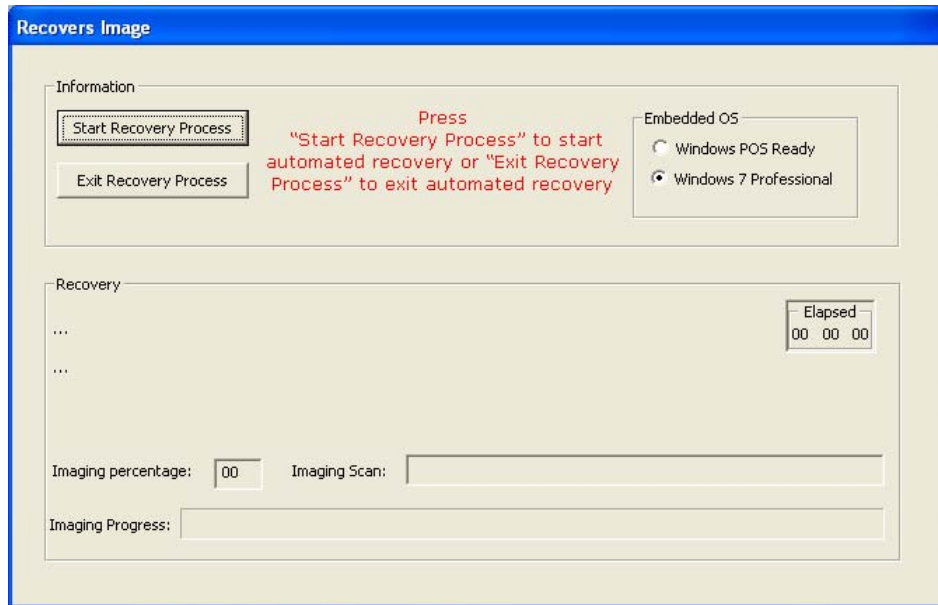 Recovers Image
Information
Start Recovery Process
Exit Recovery Process
Press
“Start Recovery Process” to start
automated recovery or “Exit Recovery
Process” to exit automated recovery
Embedded OS
Windows POS Ready
Windows 7 Professional
Recovery
...
...
Elapsed
00 00 00
Imaging percentage: 00 Imaging Scan:
Imaging Progress: